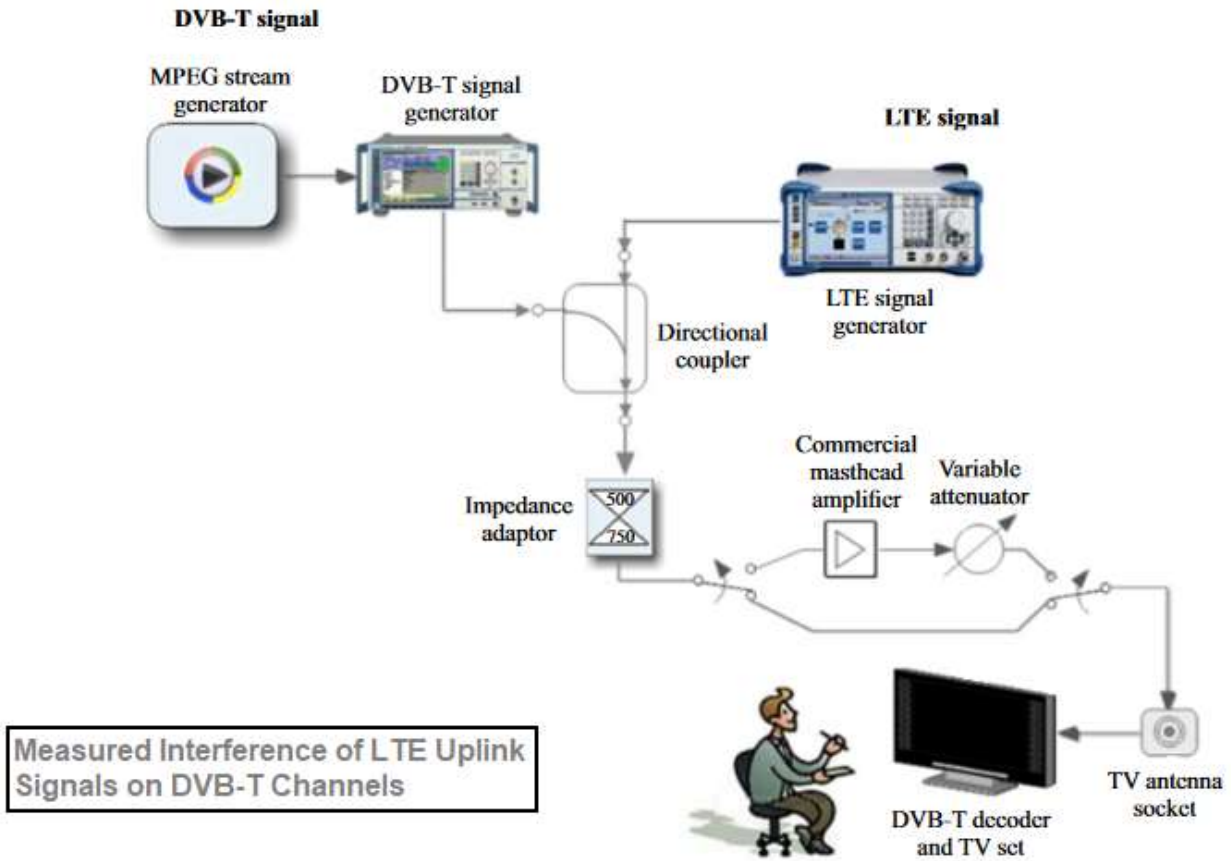 DVB-T signal
MPEG stream
generator
DVB-T signal
generator
LTE signal
LTE signal
generator
Directional
coupler
Impedance
adaptor
500
750
Commercial
masthead
amplifier
Variable
attenuator
TV antenna
socket
DVB-T decoder
and TV set
Measured Interference of LTE Uplink
Signals on DVB-T Channels